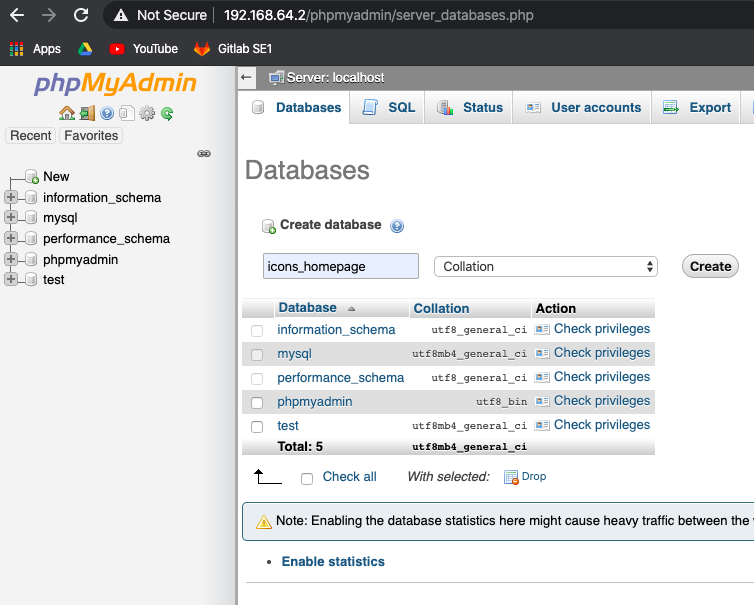 Not Secure 192.168.64.2/phpmyadmin/server_databases.php
Apps YouTube Gitlab SE1
phpMyAdmin
Recent Favorites
New
information_schema
mysql
performance_schema
phpmyadmin
test
Server: localhost
Databases SQL Status User accounts Export
Databases
Create database
icons_homepage Collation Create
Database Collation Action
information_schema utf8_general_ci Check privileges
mysql utf8mb4_general_ci Check privileges
performance_schema utf8_general_ci Check privileges
phpmyadmin utf8_bin Check privileges
test utf8mb4_general_ci Check privileges
Total: 5 utf8mb4_general_ci
Check all With selected: Drop
Note: Enabling the database statistics here might cause heavy traffic between the
Enable statistics